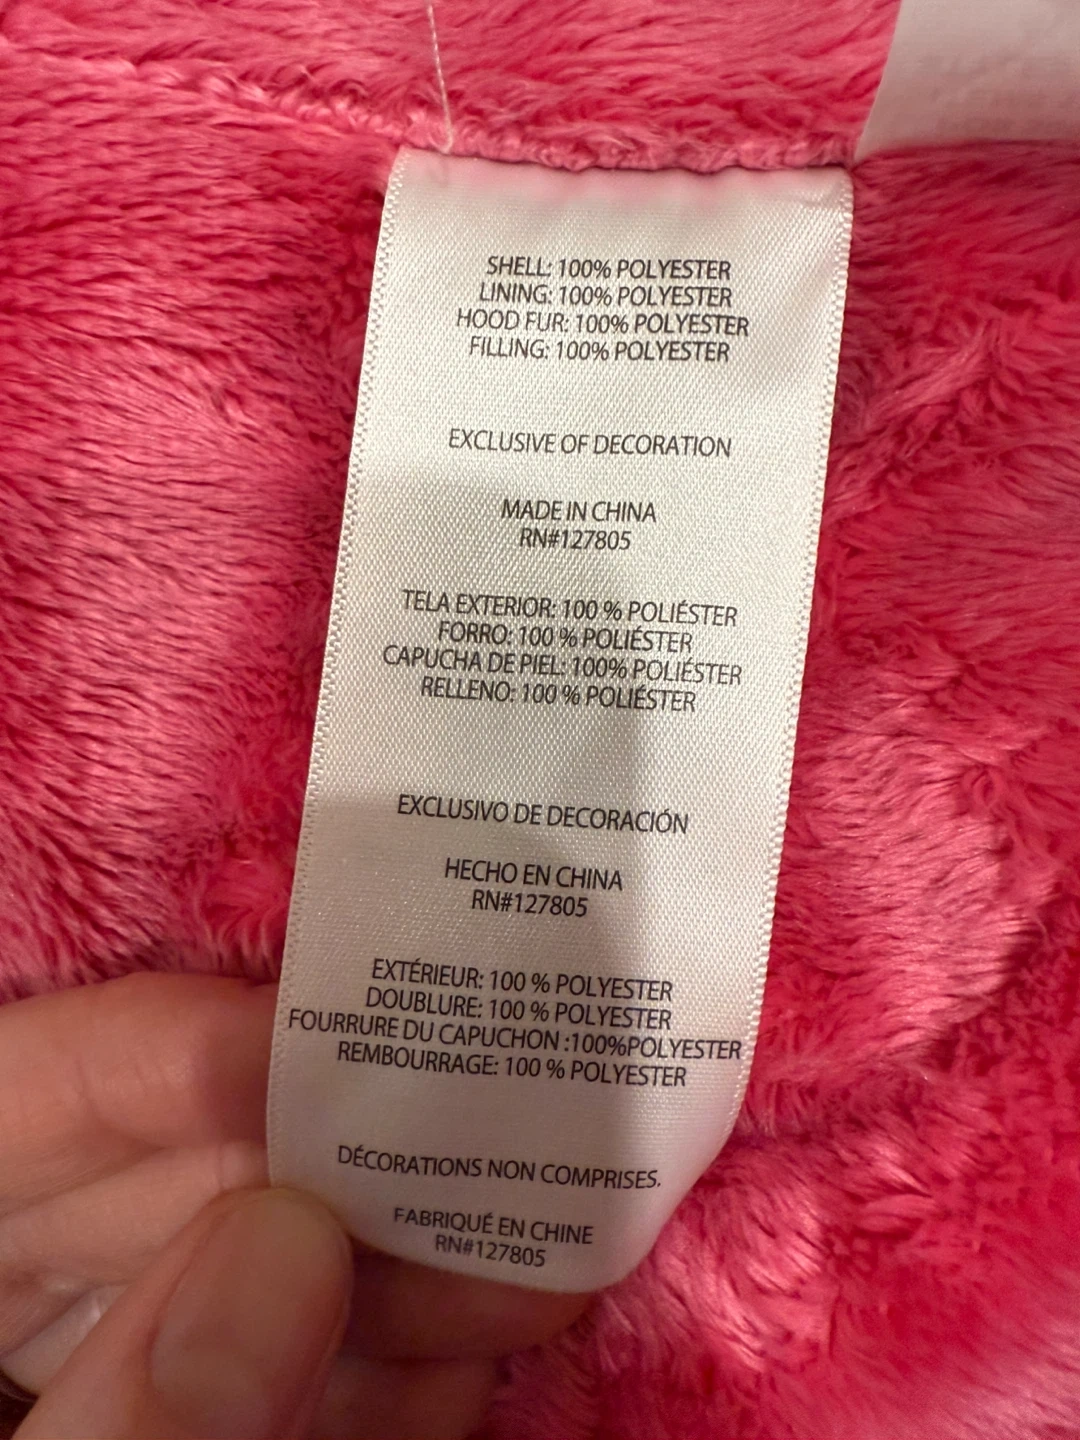 SHELL: 100% POLYESTER
LINING: 100% POLYESTER
HOOD FUR: 100% POLYESTER
FILLING: 100% POLYESTER
EXCLUSIVE OF DECORATION
MADE IN CHINA
RN#127805
TELA EXTERIOR: 100 % POLIÉSTER
FORRO: 100 % POLIÉSTER
CAPUCHA DE PIEL: 100% POLIÉSTER
RELLENO: 100 % POLIÉSTER
EXCLUSIVO DE DECORACIÓN
HECHO EN CHINA
RN#127805
EXTÉRIEUR: 100 % POLYESTER
DOUBLURE: 100 % POLYESTER
FOURRURE DU CAPUCHON :100%POLYESTER
REMBOURRAGE: 100 % POLYESTER
DÉCORATIONS NON COMPRISES.
FABRIQUÉ EN CHINE
RN#127805